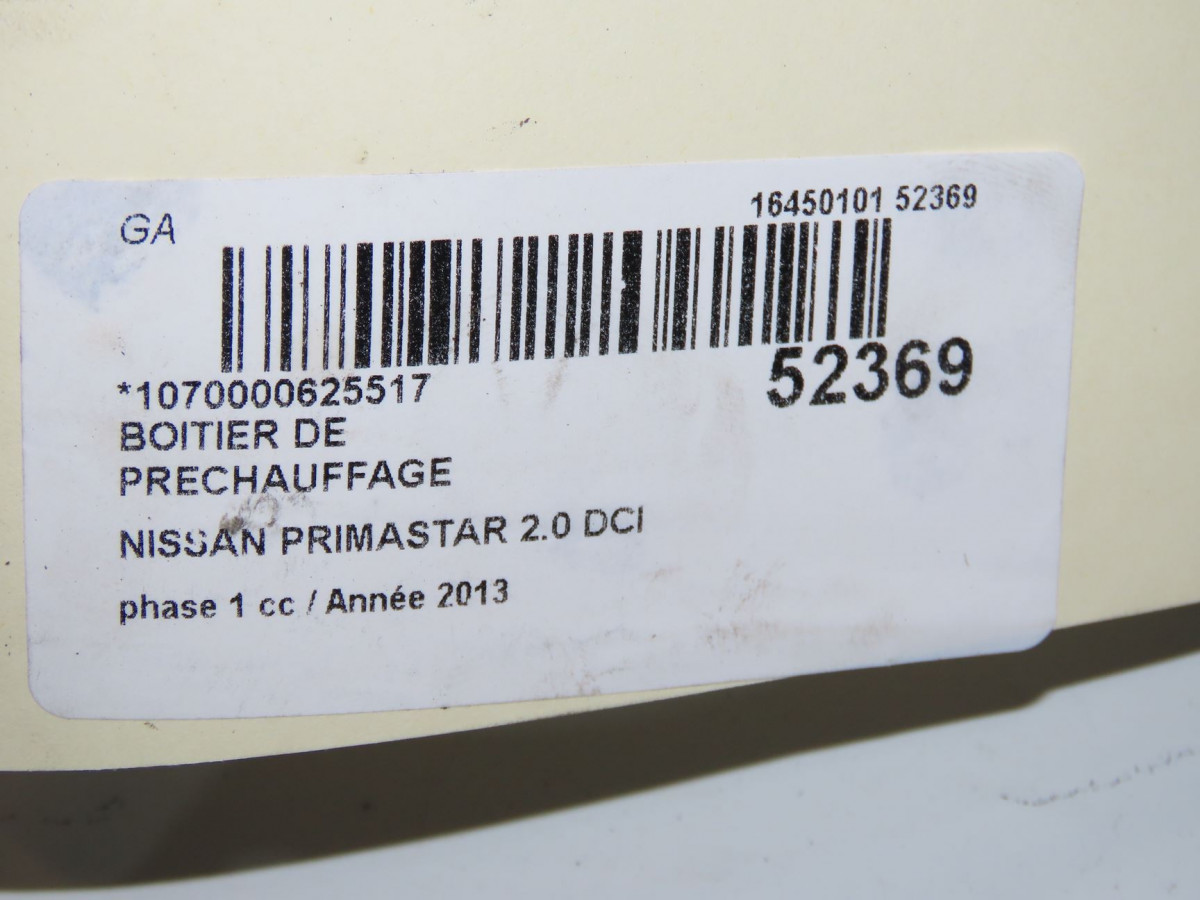 GA
16450101 52369
*1070000625517
52369
BOITIER DE
PRECHAUFFAGE
NISSAN PRIMASTAR 2.0 DCI
phase 1 cc / Année 2013